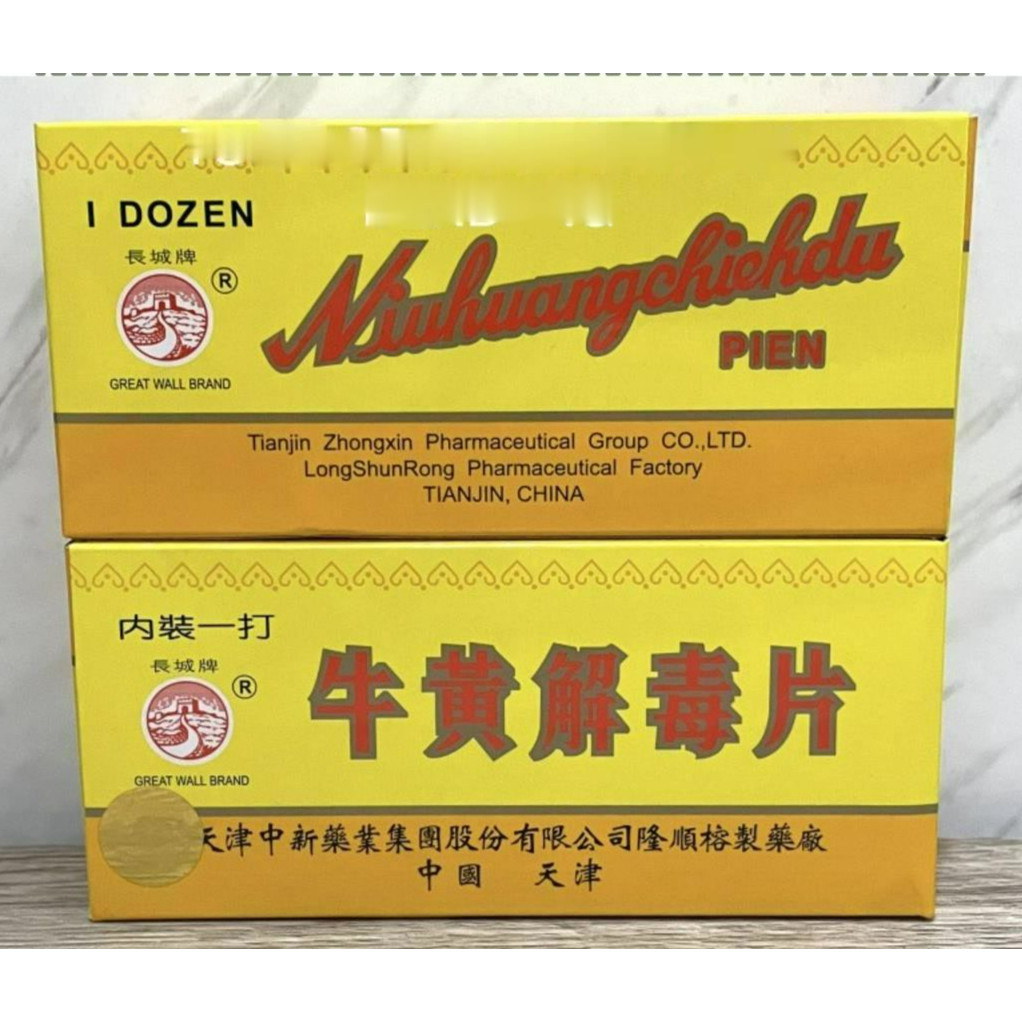 I DOZEN
長城牌
®
GREAT WALL BRAND
Niuhuangchiehdu
PIEN
Tianjin Zhongxin Pharmaceutical Group CO.,LTD.
LongShunRong Pharmaceutical Factory
TIANJIN, CHINA
内裝一打
長城牌
®
GREAT WALL BRAND
牛黃解毒片
天津中新藥業集團股份有限公司隆順榕製藥廠
中國 天津